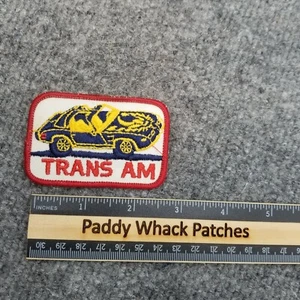 TRANS AM
INCHES 1 2 3 4 5
Paddy Whack Patches